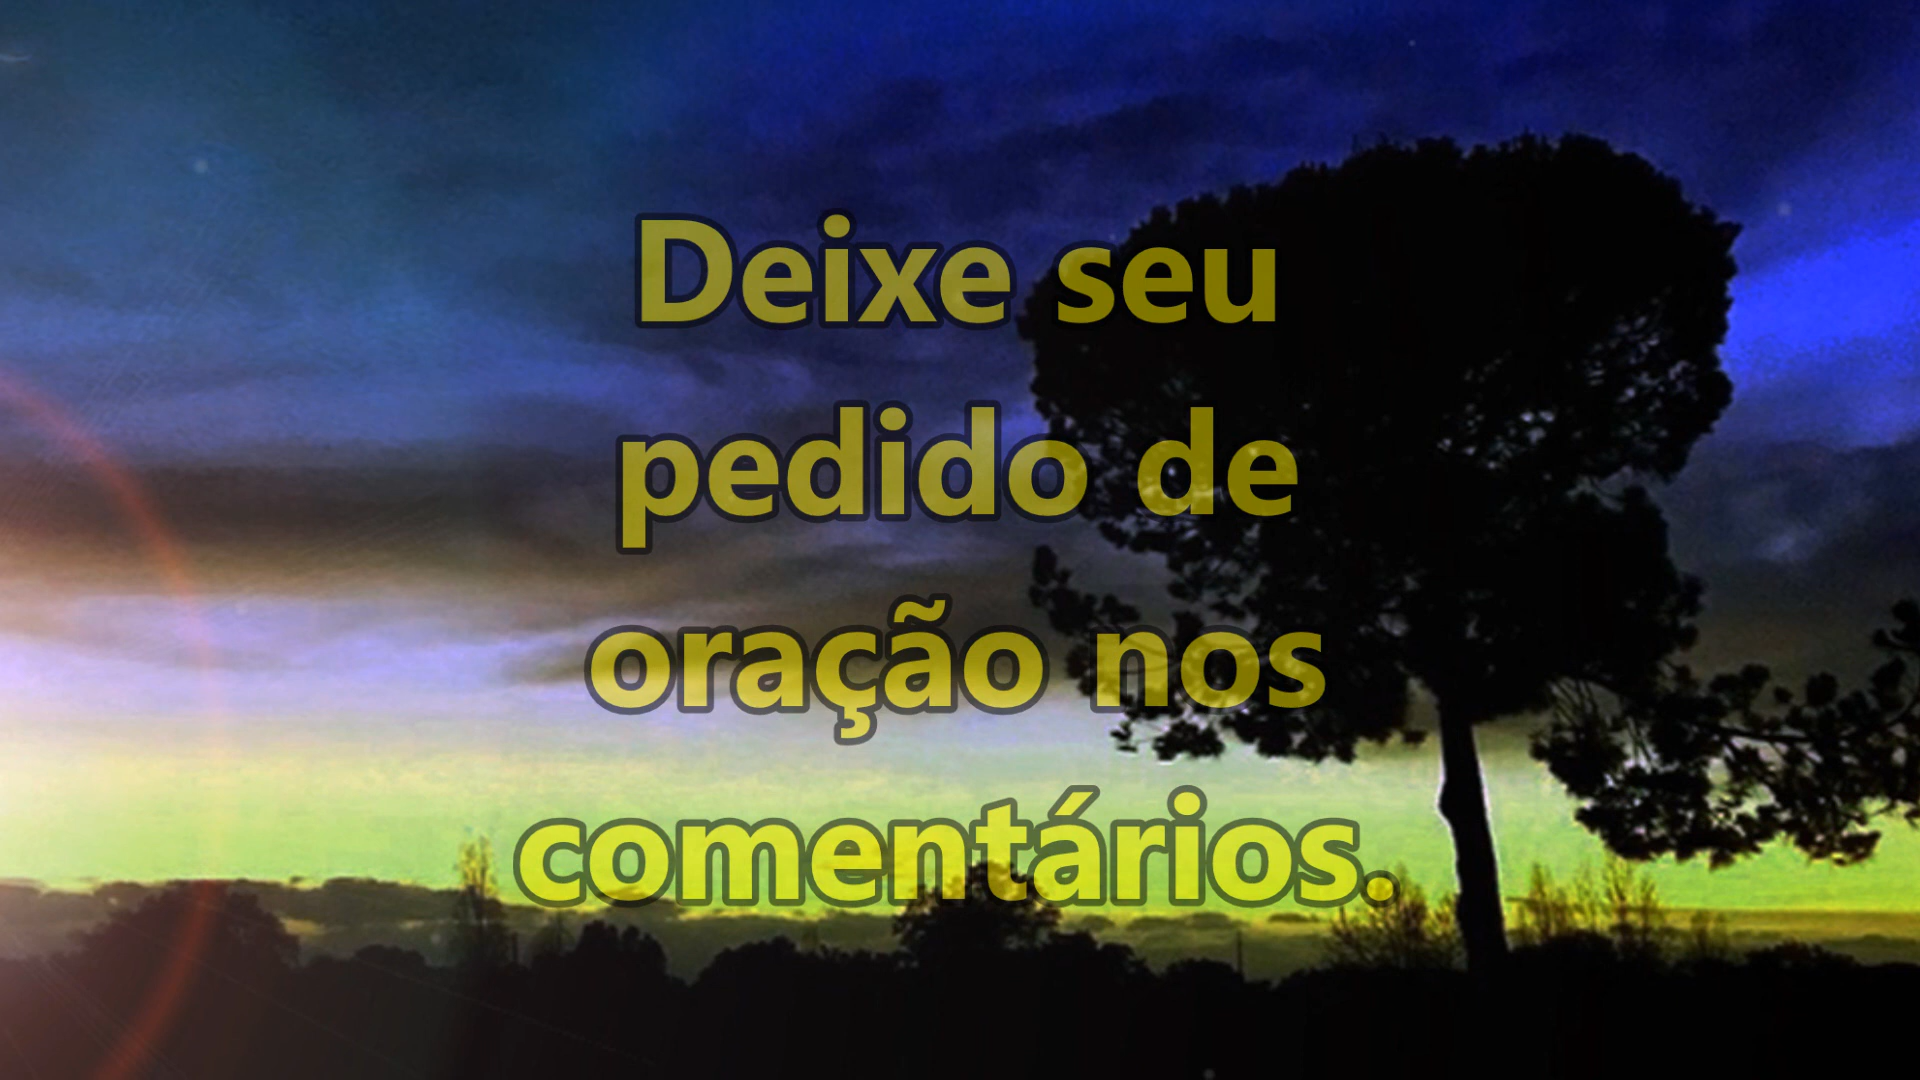 Deixe seu
pedido de
oração nos
comentários.